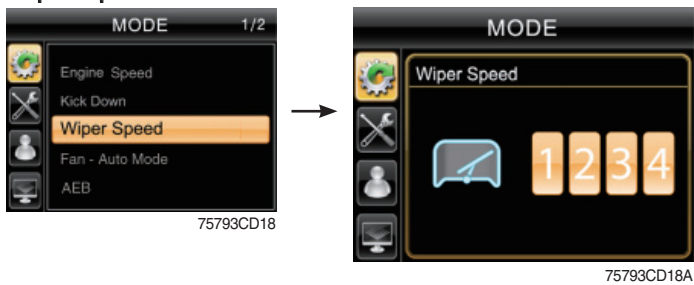 MODE 1/2
Engine Speed
Kick Down
Wiper Speed
Fan - Auto Mode
AEB
75793CD18
MODE
Wiper Speed
1 2 3 4
75793CD18A